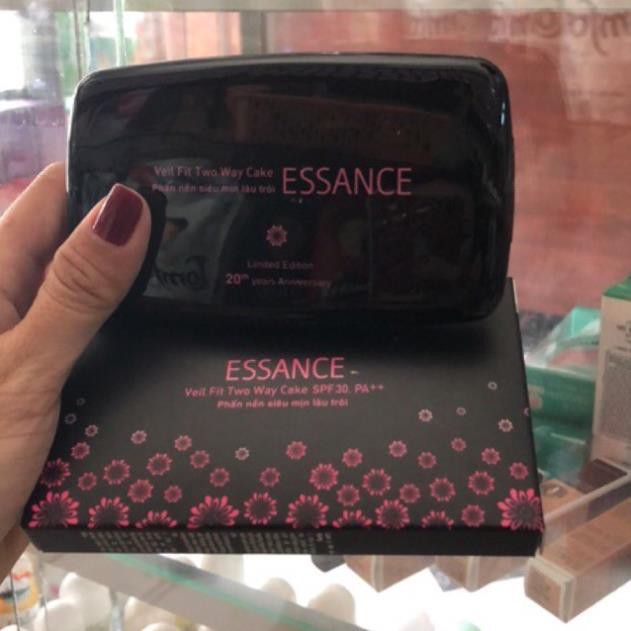 Veil Fit Two Way Cake
Phấn nền siêu mịn lâu trôi ESSANCE
Limited Edition
20th years Anniversary
ESSANCE
Veil Fit Two Way Cake SPF30, PA++
Phấn nền siêu mịn lâu trôi